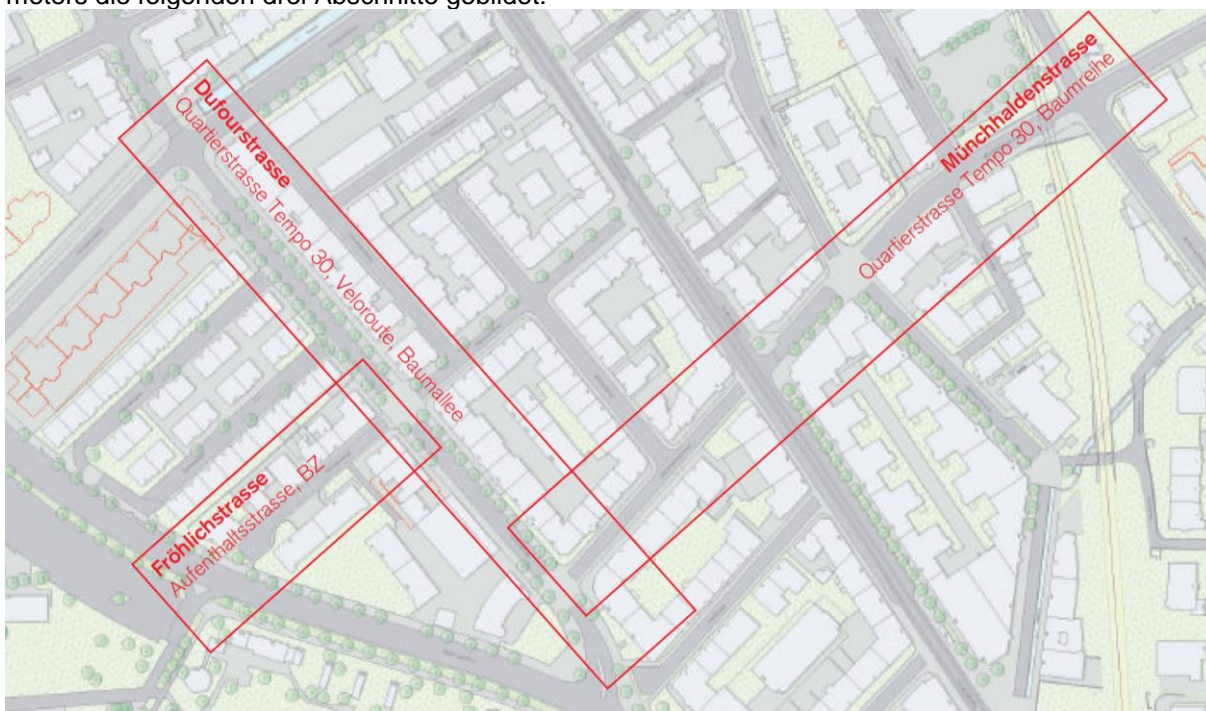 meters die folgenden drei Abschnitte gebildet.
Dufourstrasse
Quartierstrasse Tempo 30, Veloroute, Baumallee
Münchhaldenstrasse
Quartierstrasse Tempo 30, Baumreihe
Fröhlichstrasse
Aufenthaltsstrasse, BZ